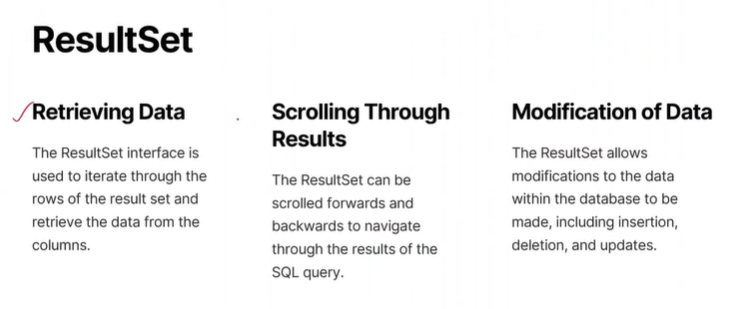 ResultSet
Retrieving Data
The ResultSet interface is
used to iterate through the
rows of the result set and
retrieve the data from the
columns.
Scrolling Through
Results
The ResultSet can be
scrolled forwards and
backwards to navigate
through the results of the
SQL query.
Modification of Data
The ResultSet allows
modifications to the data
within the database to be
made, including insertion,
deletion, and updates.